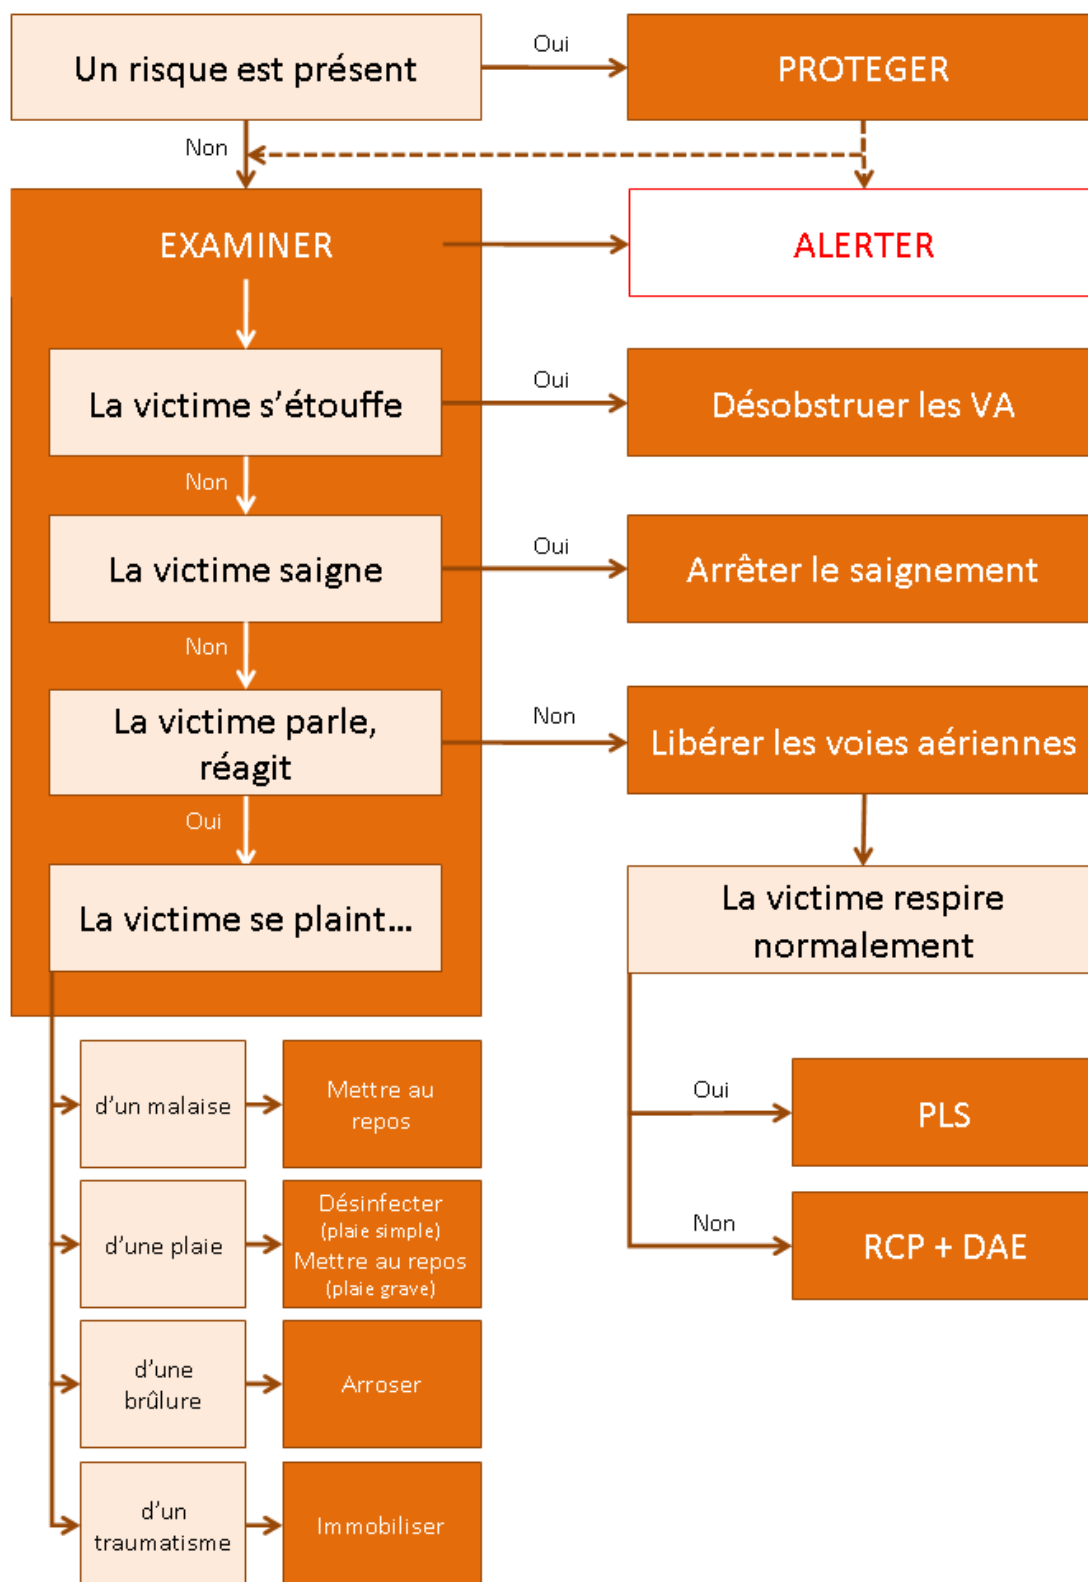 Un risque est présent
Oui
PROTEGER
Non
EXAMINER
ALERTER
La victime s'étouffe
Oui
Désobstruer les VA
Non
La victime saigne
Oui
Arrêter le saignement
Non
La victime parle,
réagit
Non
Libérer les voies aériennes
Oui
La victime se plaint...
La victime respire
normalement
Oui
PLS
Non
RCP + DAE
d'un malaise
Mettre au
repos
d'une plaie
Désinfecter
(plaie simple)
Mettre au repos
(plaie grave)
d'une
brûlure
Arroser
d'un
traumatisme
Immobiliser